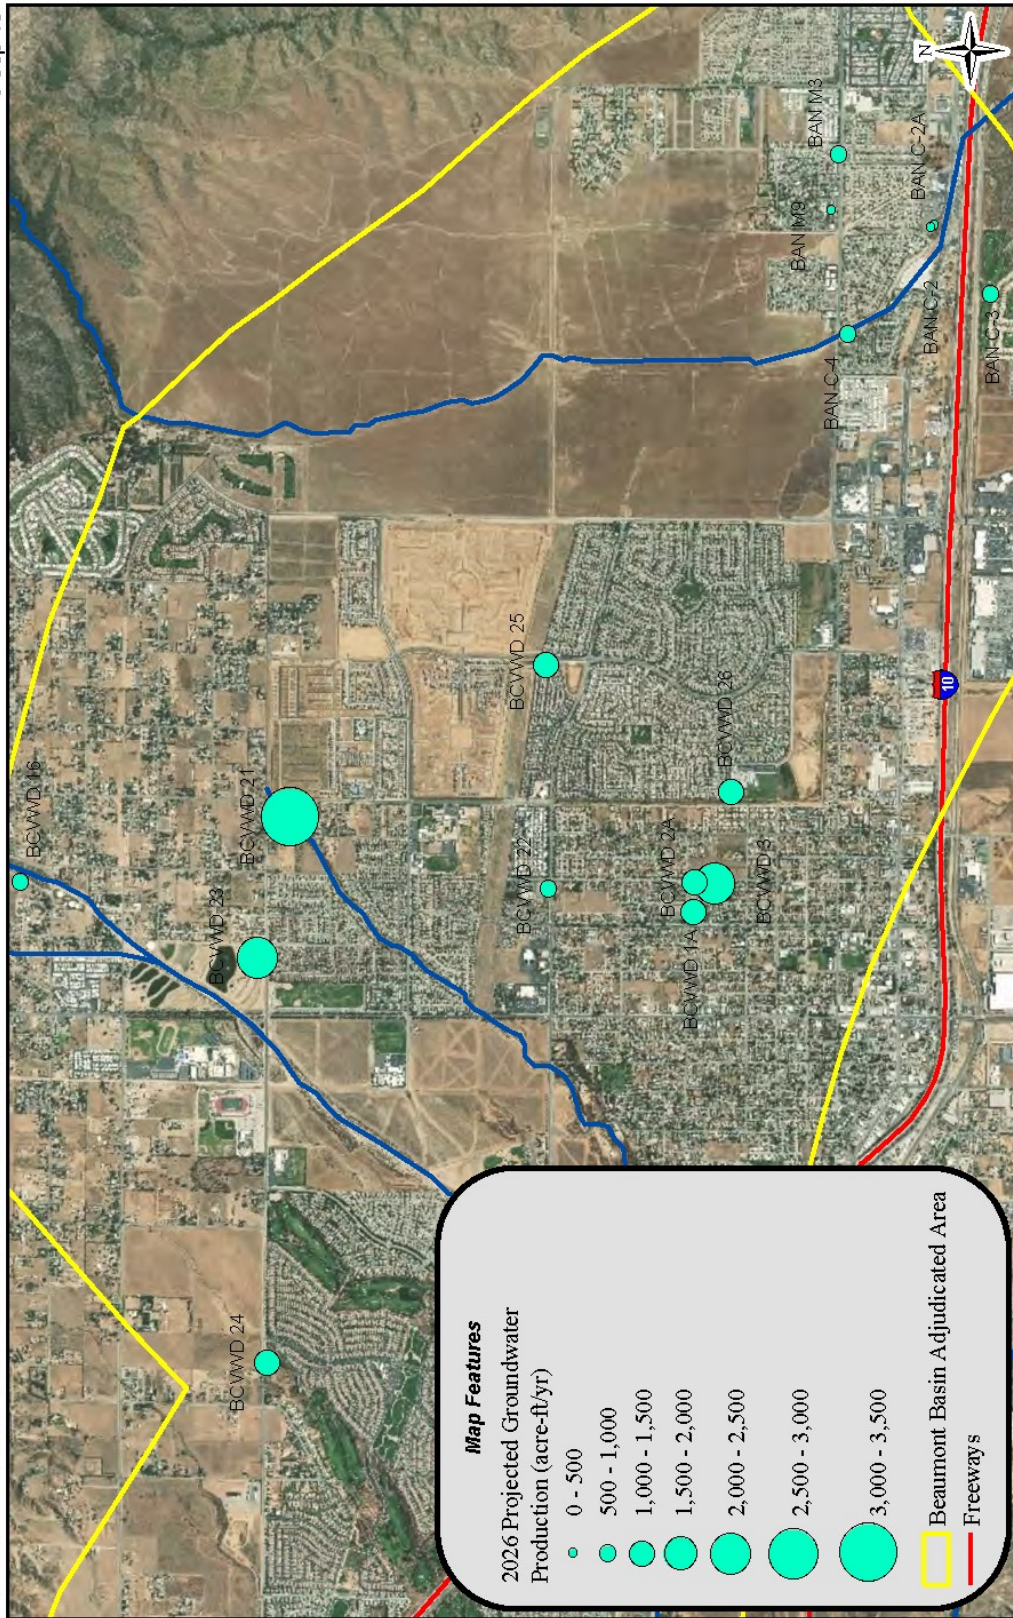 BCVWD 16
BCVWD 21
BCVWD 23
BCVWD 24
BCVWD 25
BCVWD 22
BCVWD 26
BCVWD 2A
BCVWD 1A
BCVWD 3
BAN M3
BAN M9
BAN C-4
BAN C-2A
BAN C-2
BAN C-3
10
N
Map Features
2026 Projected Groundwater
Production (acre-ft/yr)
0 - 500
500 - 1,000
1,000 - 1,500
1,500 - 2,000
2,000 - 2,500
2,500 - 3,000
3,000 - 3,500
Beaumont Basin Adjudicated Area
Freeways